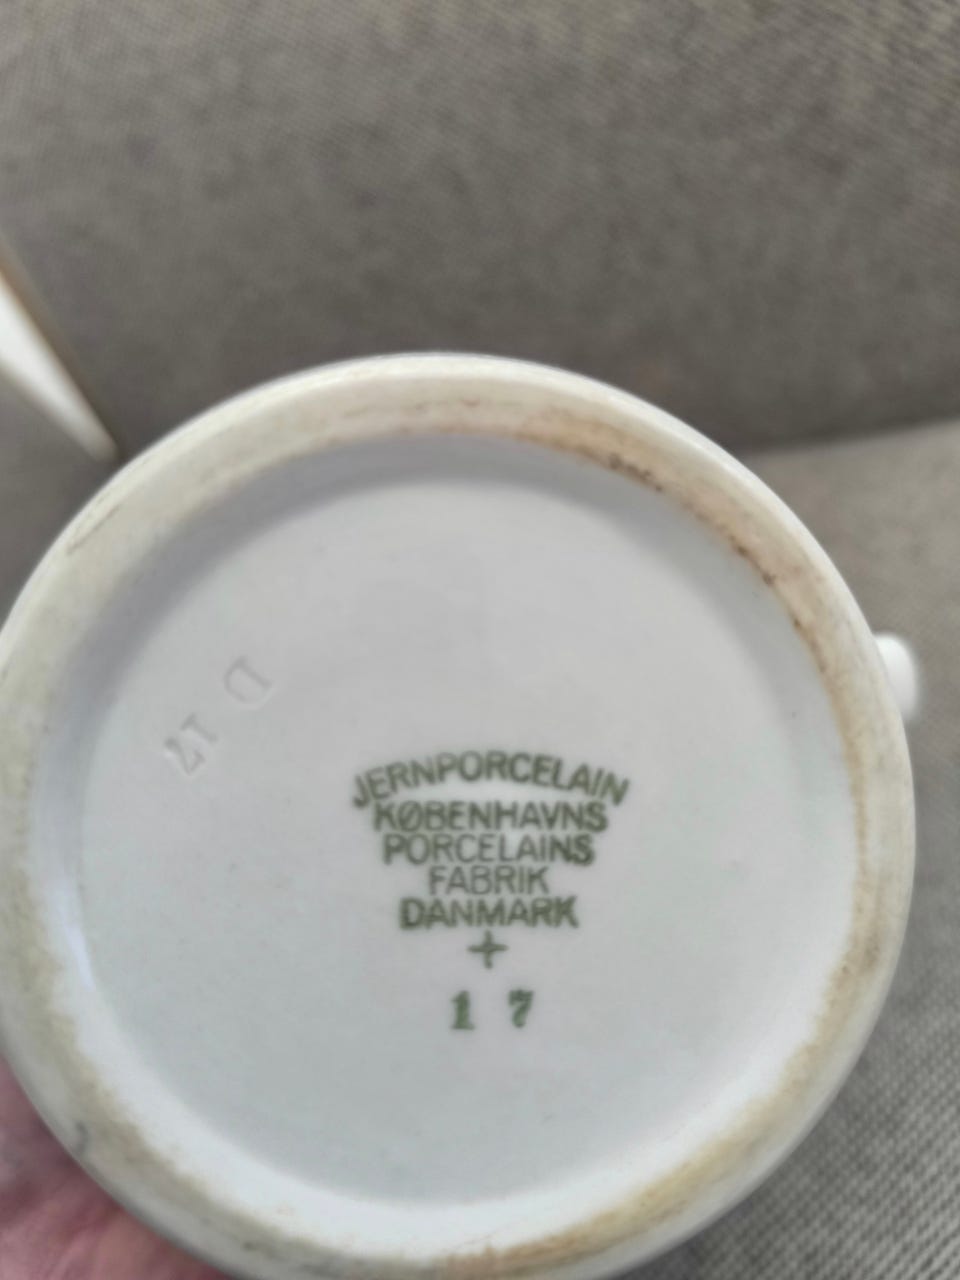 D 17
JERNPORCELAIN
KØBENHAVNS
PORCELAINS
FABRIK
DANMARK
+
1 7